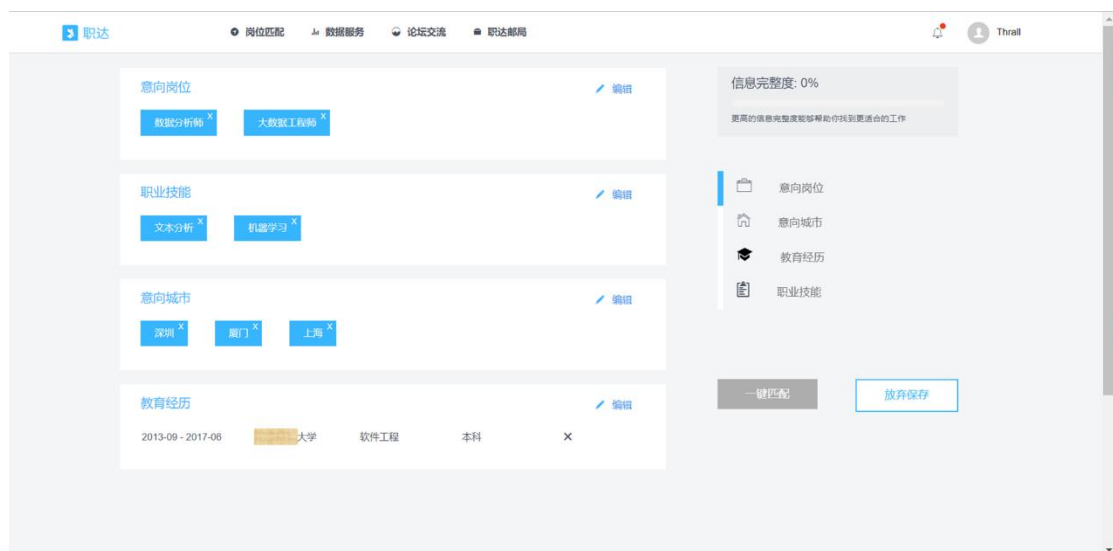 职达 岗位匹配 数据服务 论坛交流 职达邮局 Thrall
意向岗位 编辑
数据分析师 X 大数据工程师 X
职业技能 编辑
文本分析 X 机器学习 X
意向城市 编辑
深圳 X 厦门 X 上海 X
教育经历 编辑
2013-09 - 2017-06 大学 软件工程 本科 ×
信息完整度: 0%
更高的信息完整度能够帮助你找到更适合的工作
意向岗位
意向城市
教育经历
职业技能
一键匹配 放弃保存